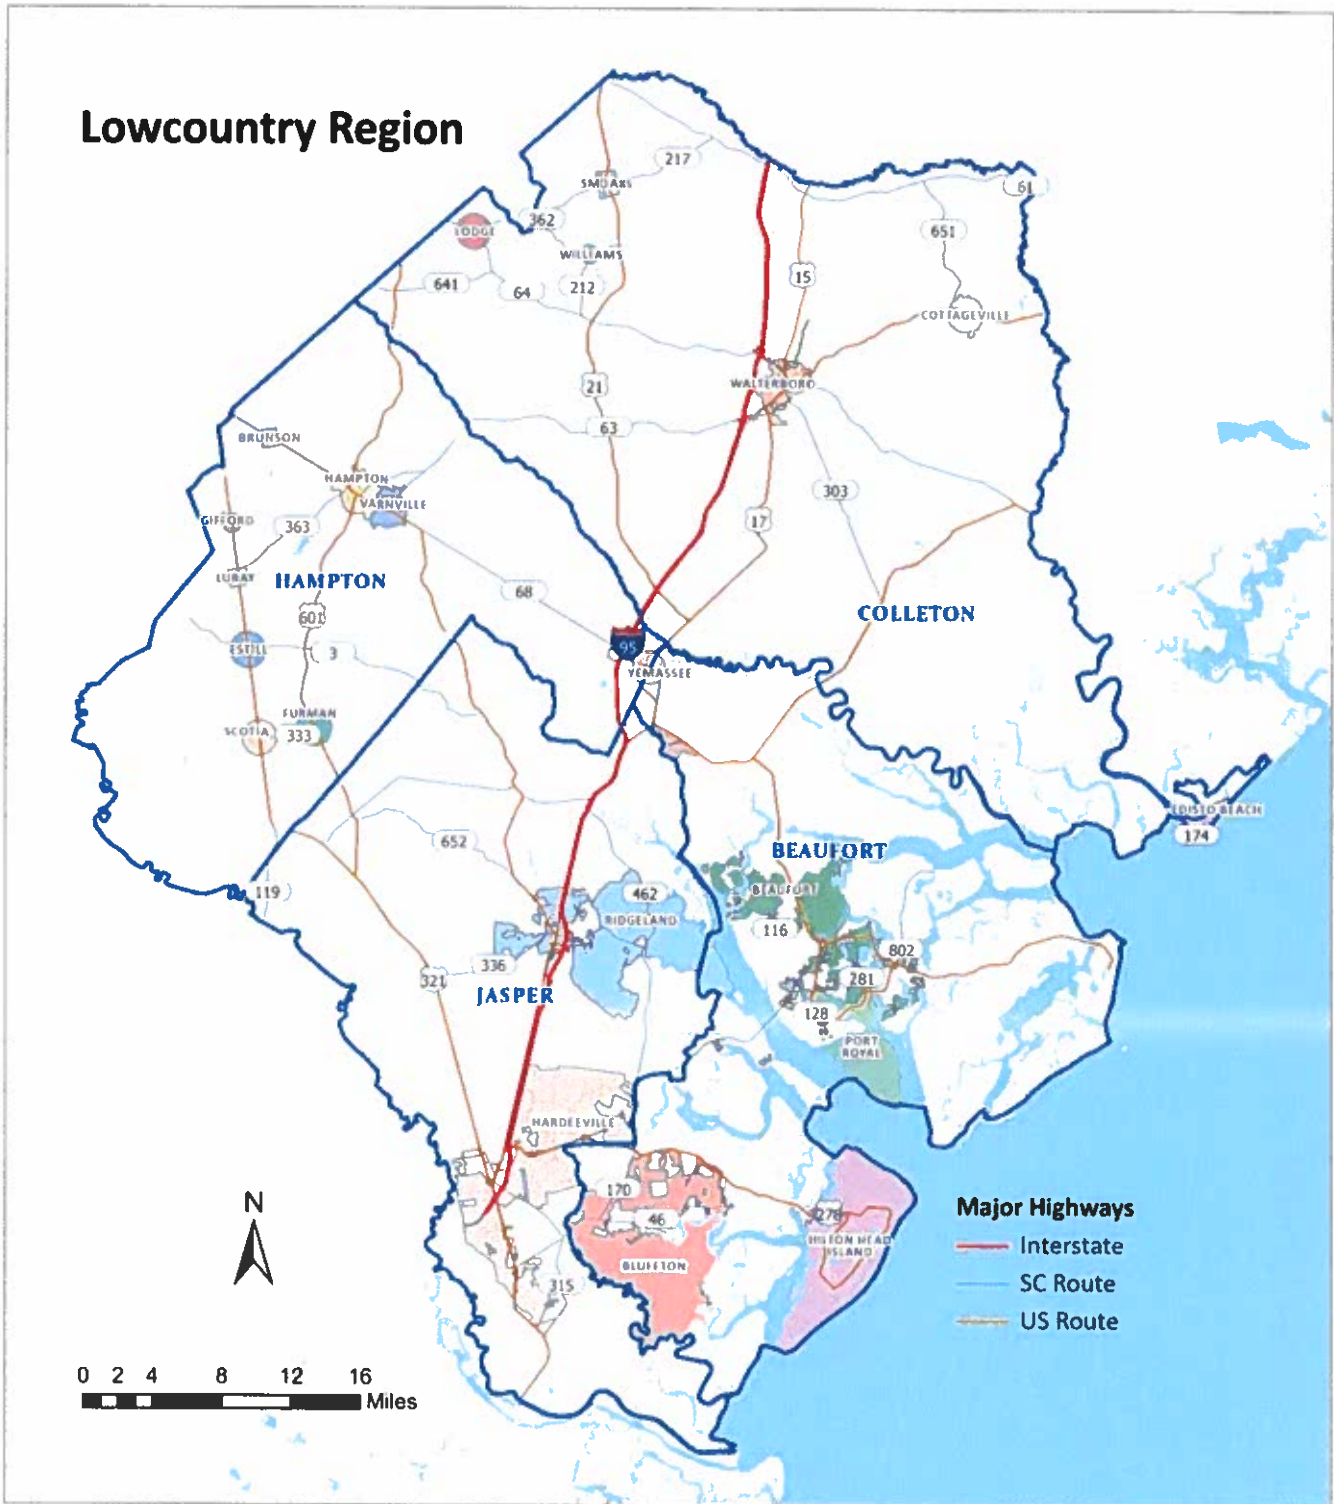 Lowcountry Region
217
SMOAKS
61
362
LODGE
651
WILLIAMS
15
641
64
212
COTTAGEVILLE
21
WALTERBORO
63
BRUNSON
HAMPTON
303
VARNVILLE
17
GIFFORD
363
LURAY
HAMPTON
68
601
COLLETON
ESTILL
3
95
YEMASSEE
FURMAN
SCOTIA
333
EDISTO BEACH
174
652
BEAUFORT
119
462
BEAUFORT
RIDGELAND
116
802
336
321
281
JASPER
128
PORT
ROYAL
HARDEEVILLE
170
46
278
HILTON HEAD
ISLAND
BLUFFTON
315
N
Major Highways
Interstate
SC Route
US Route
0 2 4 8 12 16
Miles